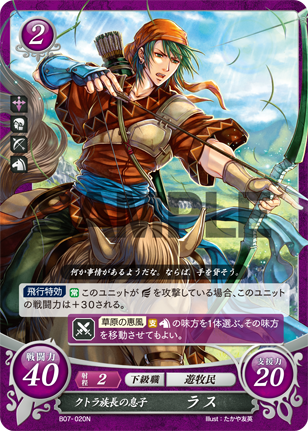 2
SAMPLE
何か事情があるようだな。ならば、手を貸そう。
飛行特効 常 このユニットが を攻撃している場合、このユニットの
戦闘力は+30される。
草原の恵風 支 の味方を1体選ぶ。その味方
を移動させてもよい。
戦闘力
40
射程 2 下級職 遊牧民
支援力
20
クトラ族長の息子 ラス
B07-020N
Illust:たかや友英